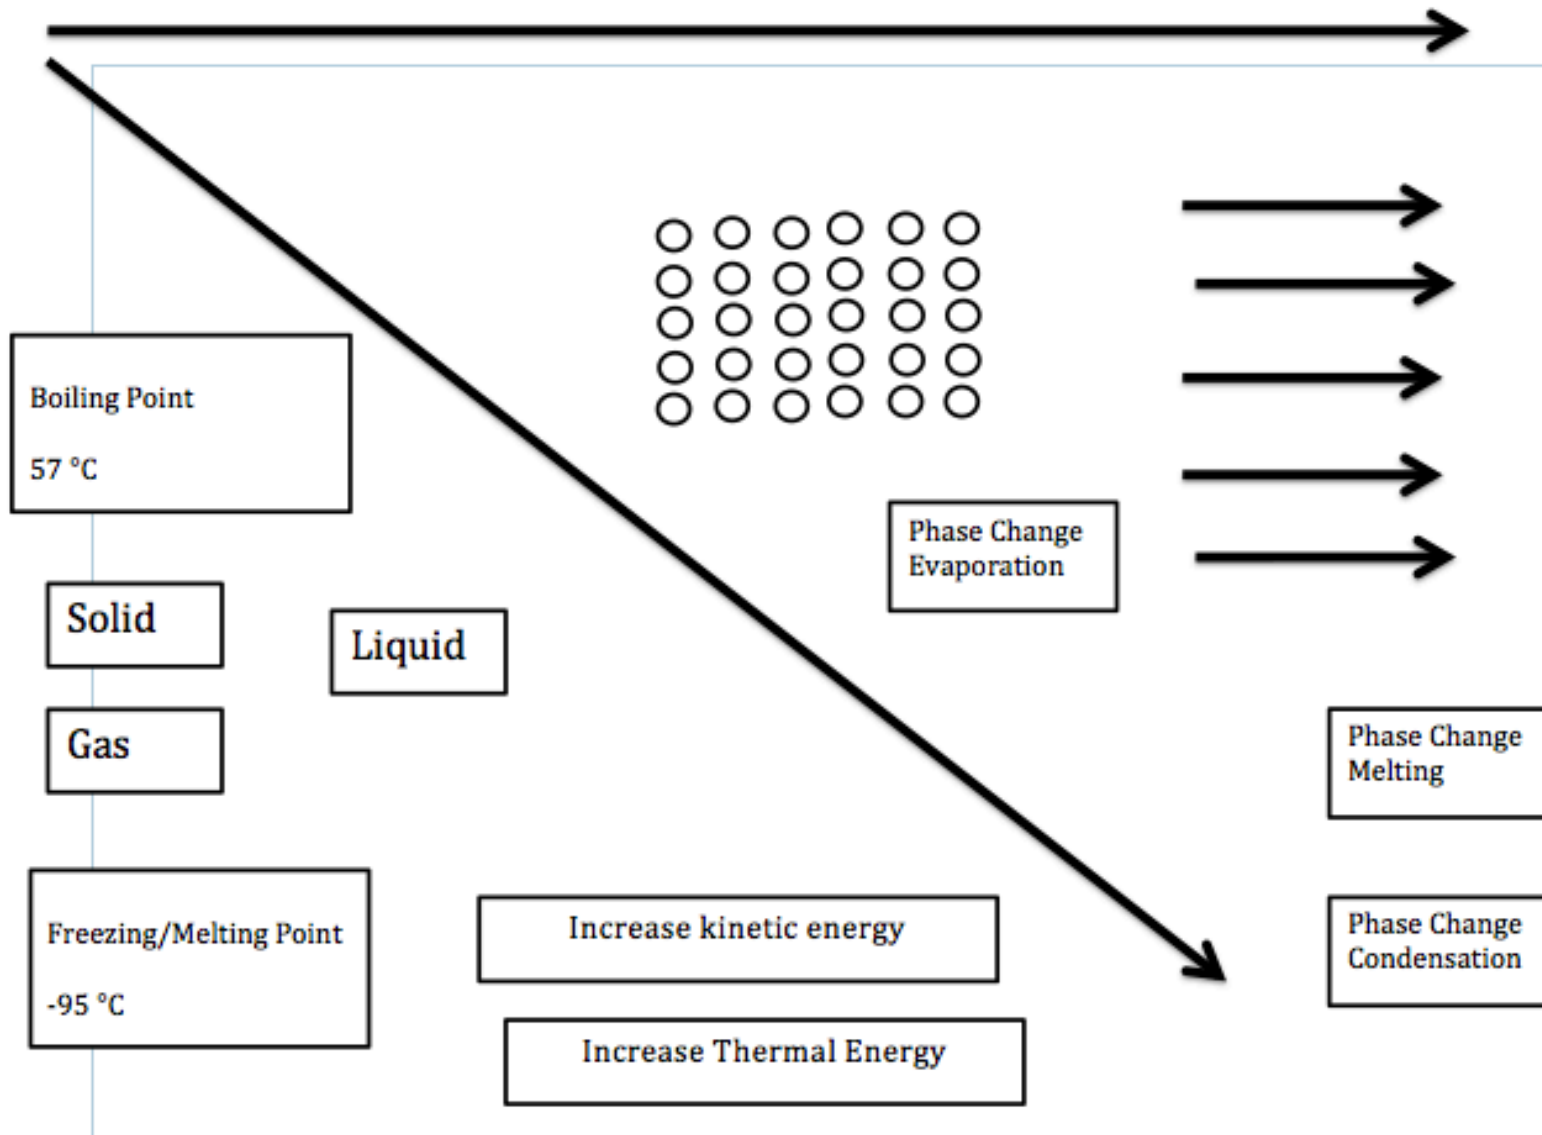 Boiling Point
57 °C
Phase Change
Evaporation
Solid
Liquid
Gas
Phase Change
Melting
Freezing/Melting Point
-95 °C
Increase kinetic energy
Phase Change
Condensation
Increase Thermal Energy